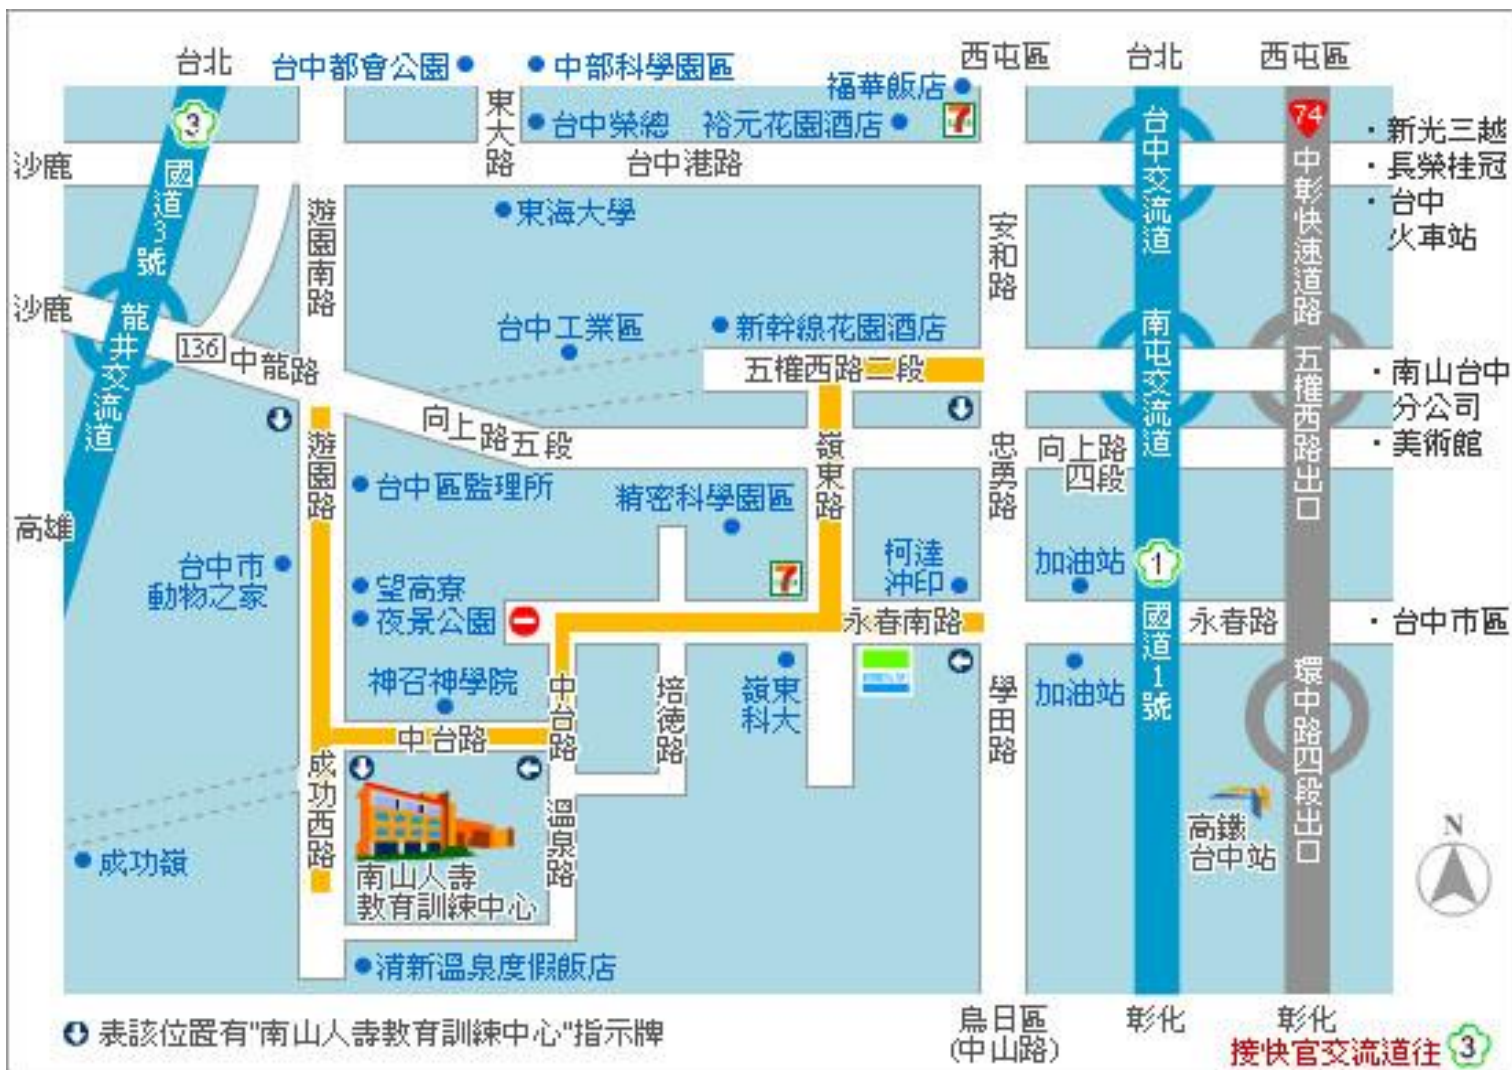 台北
台中都會公園
中部科學園區
西屯區
台北
西屯區
福華飯店
3
東大路
台中榮總
裕元花園酒店
7
74
新光三越
長榮桂冠
台中
火車站
沙鹿
台中港路
國道3號
遊園南路
東海大學
安和路
台中交流道
中彰快速道路
沙鹿
龍井交流道
136
中龍路
台中工業區
新幹線花園酒店
五權西路二段
南屯交流道
五權西路出口
南山台中
分公司
美術館
向上路五段
向上路
四段
遊園路
嶺東路
忠勇路
台中區監理所
精密科學園區
高雄
台中市
動物之家
望高寮
夜景公園
7
柯達
沖印
加油站
1
永春南路
永春路
台中市區
國道1號
神召神學院
中台路
培德路
嶺東
科大
學田路
加油站
環中路四段出口
中台路
成功西路
溫泉路
高鐵
台中站
N
成功嶺
南山人壽
教育訓練中心
清新溫泉度假飯店
表該位置有"南山人壽教育訓練中心"指示牌
烏日區
(中山路)
彰化
彰化
接快官交流道往
3